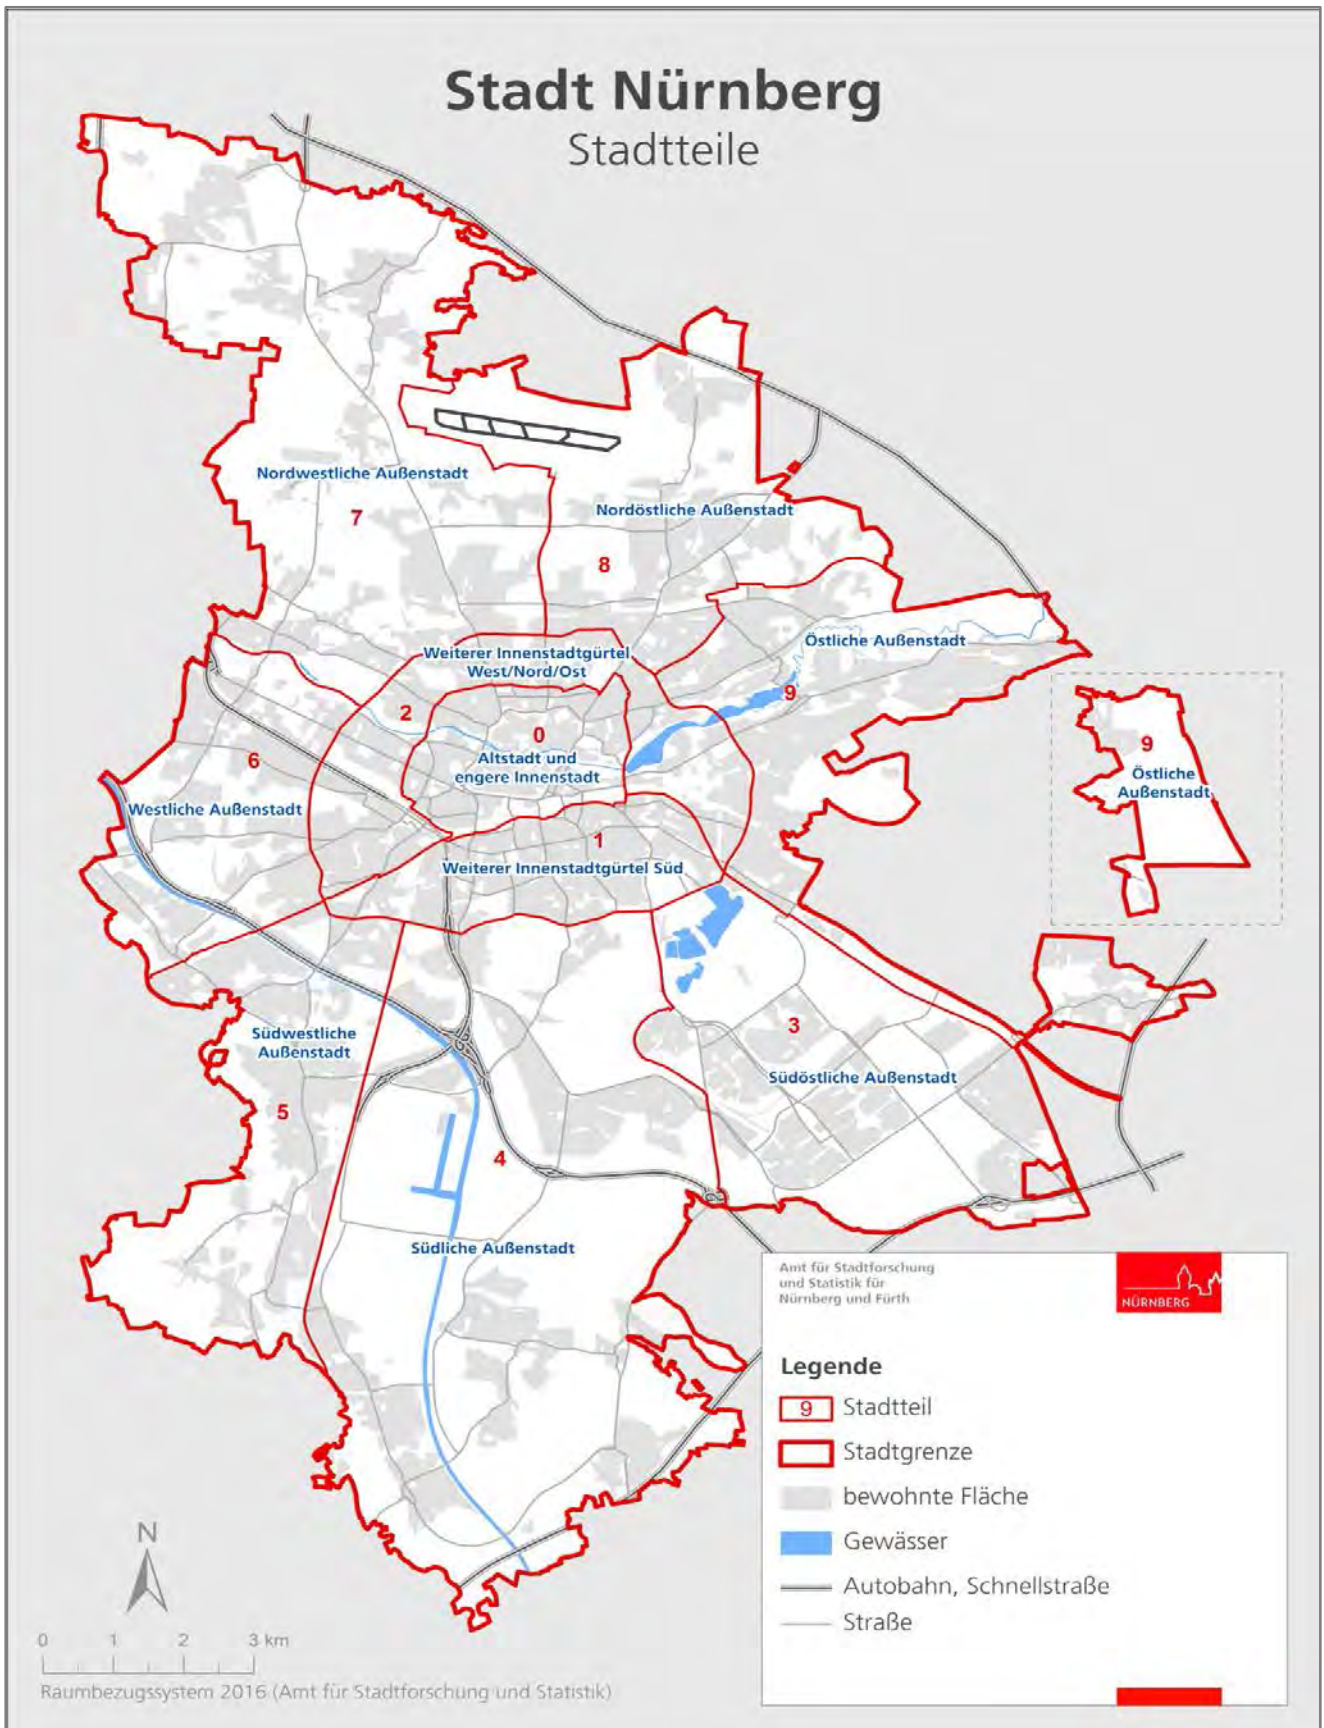 Stadt Nürnberg
Stadtteile
Nordwestliche Außenstadt
7
Nordöstliche Außenstadt
8
Weiterer Innenstadtgürtel
West/Nord/Ost
Östliche Außenstadt
9
2
0
Altstadt und
engere Innenstadt
6
Westliche Außenstadt
9
Östliche
Außenstadt
1
Weiterer Innenstadtgürtel Süd
Südwestliche
Außenstadt
5
3
Südöstliche Außenstadt
4
Südliche Außenstadt
Amt für Stadtforschung
und Statistik für
Nürnberg und Fürth
NÜRNBERG
Legende
9 Stadtteil
Stadtgrenze
bewohnte Fläche
Gewässer
Autobahn, Schnellstraße
Straße
N
0 1 2 3 km
Raumbezugssystem 2016 (Amt für Stadtforschung und Statistik)